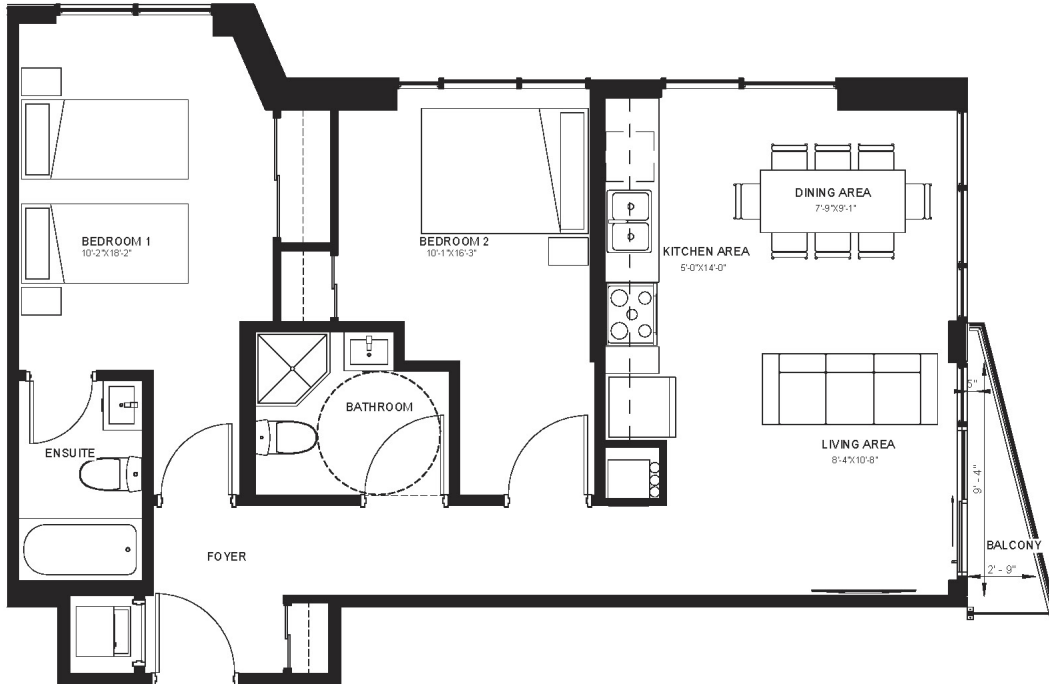 BEDROOM 1
10'-2"X18'-2"
BEDROOM 2
10'-1"X16'-3"
DINING AREA
7'-9"X9'-1"
KITCHEN AREA
5'-0"X14'-0"
BATHROOM
ENSUITE
LIVING AREA
8'-4"X10'-8"
5"
9' - 4"
FOYER
BALCONY
2' - 9"